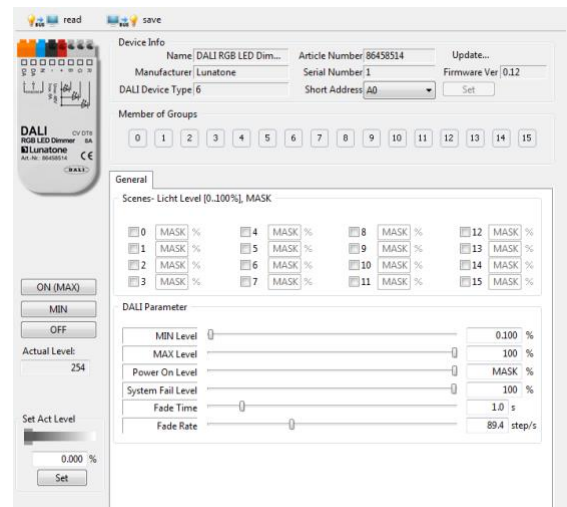 read save
Device Info
Name DALI RGB LED Dim... Article Number 86458514 Update...
Manufacturer Lunatone Serial Number 1 Firmware Ver 0.12
DALI Device Type 6 Short Address A0 Set
Member of Groups
0 1 2 3 4 5 6 7 8 9 10 11 12 13 14 15
DALI CV DT6
RGB LED Dimmer 8A
Lunatone
Art.-Nr.: 86458514 CE
DALI
General
Scenes- Licht Level [0..100%], MASK
0 MASK % 4 MASK % 8 MASK % 12 MASK %
1 MASK % 5 MASK % 9 MASK % 13 MASK %
2 MASK % 6 MASK % 10 MASK % 14 MASK %
3 MASK % 7 MASK % 11 MASK % 15 MASK %
ON (MAX)
MIN
OFF
Actual Level:
254
Set Act Level
0.000 %
Set
DALI Parameter
MIN Level 0.100 %
MAX Level 100 %
Power On Level MASK %
System Fail Level 100 %
Fade Time 1.0 s
Fade Rate 89.4 step/s